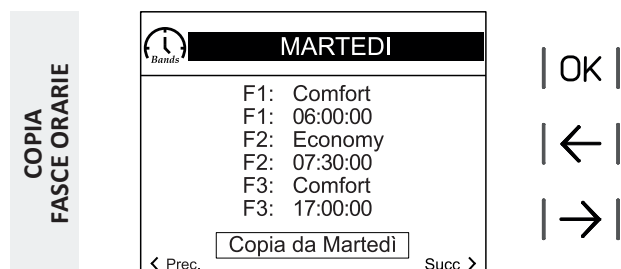 COPIA
FASCE ORARIE
Bands
MARTEDI
F1: Comfort
F1: 06:00:00
F2: Economy
F2: 07:30:00
F3: Comfort
F3: 17:00:00
Copia da Martedì
< Prec.
Succ >
| OK |
| ← |
| → |